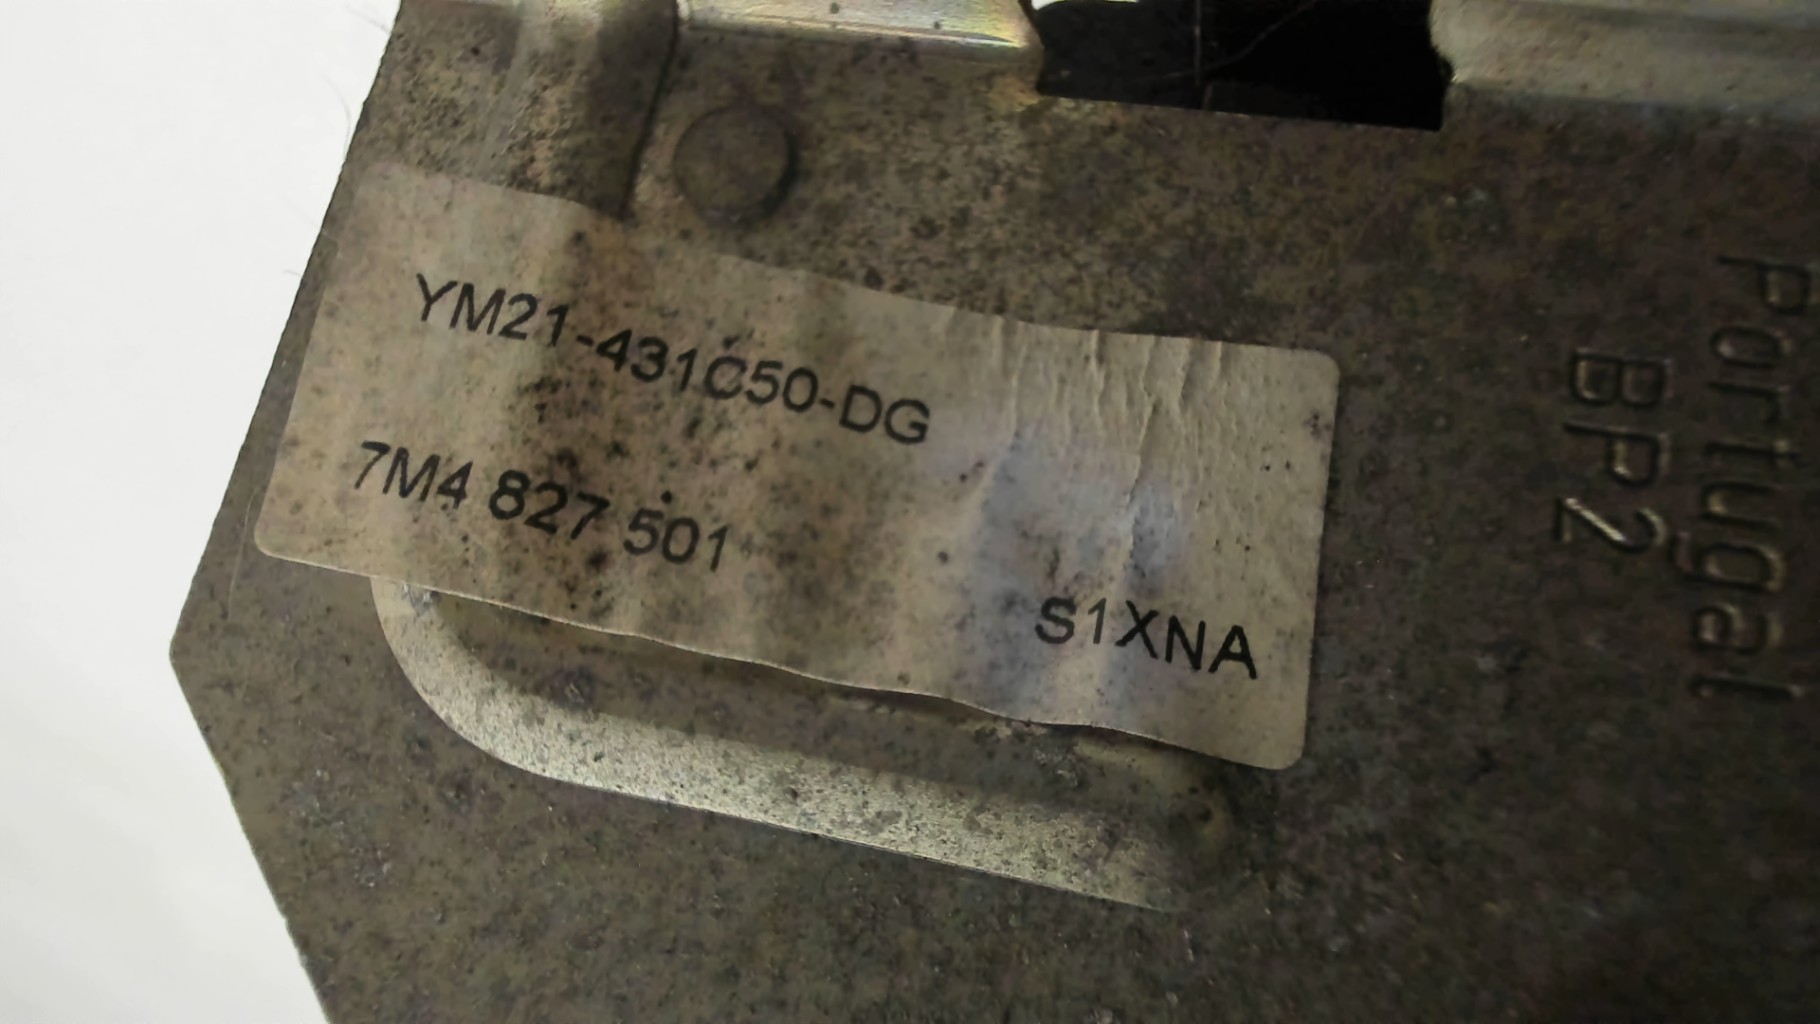 YM21-431C50-DG
7M4 827 501
S1XNA
Portugal
BP2